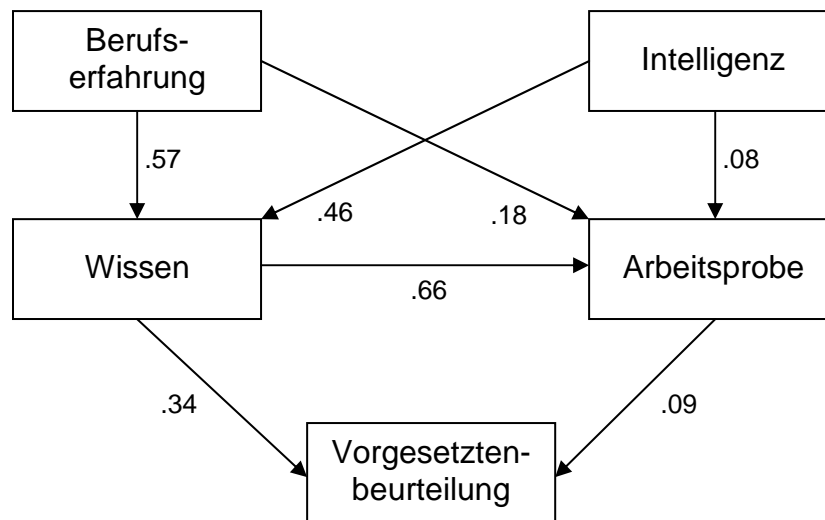 Berufs-
erfahrung
Intelligenz
.57
.08
.46
.18
Wissen
Arbeitsprobe
.66
.34
.09
Vorgesetzten-
beurteilung